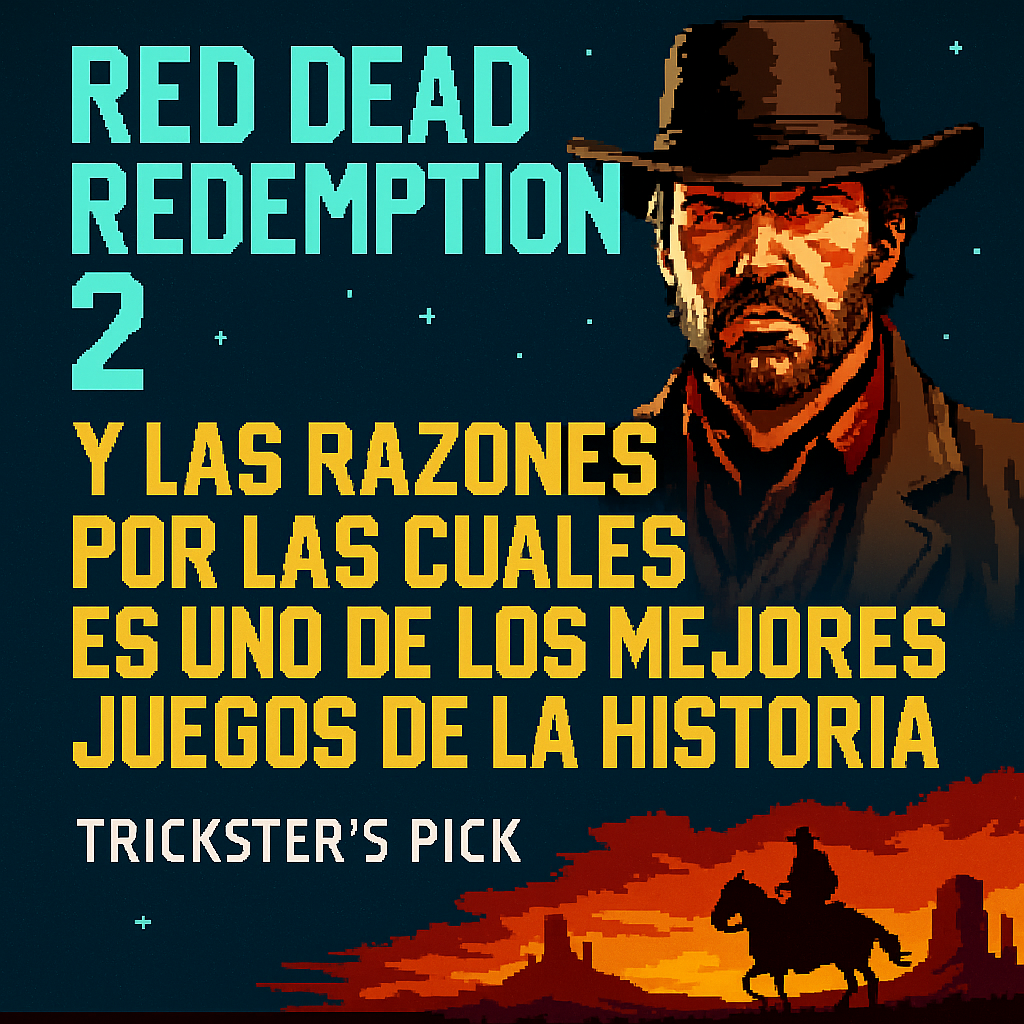 RED DEAD
REDEMPTION
2
Y LAS RAZONES
POR LAS CUALES
ES UNO DE LOS MEJORES
JUEGOS DE LA HISTORIA
TRICKSTER'S PICK